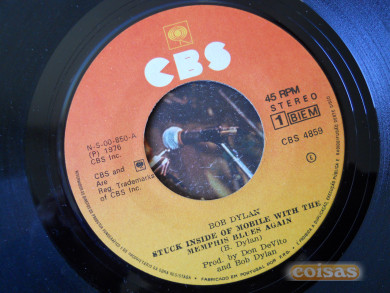 CBS
N-S-00-850-A
(P) 1976
CBS Inc.
45 RPM
STEREO
1 BIEM
CBS 4859
CBS and
Are
Reg. Trademarks
of CBS Inc.
BOB DYLAN
STUCK INSIDE OF MOBILE WITH THE
MEMPHIS BLUES AGAIN
(B. Dylan)
Prod. by Don DeVito
and Bob Dylan
FABRICADO EM PORTUGAL
coisas